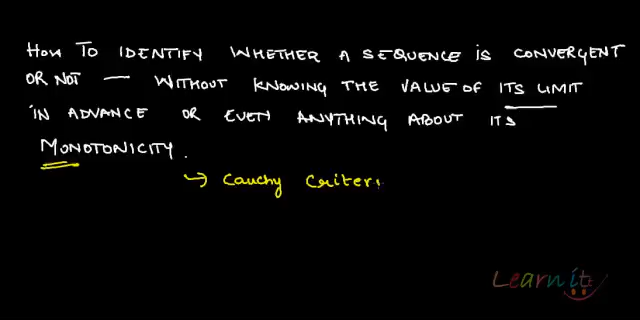 HOW TO IDENTIFY WHETHER A SEQUENCE IS CONVERGENT
OR NOT — WITHOUT KNOWING THE VALUE OF ITS LIMIT
IN ADVANCE OR EVEN ANYTHING ABOUT ITS
MONOTONICITY.
↪ Cauchy Criteri
Learnit